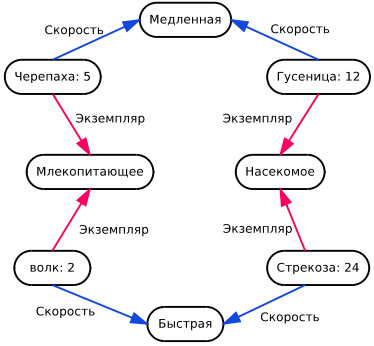 Медленная
Скорость
Скорость
Черепаха: 5
Гусеница: 12
Экземпляр
Экземпляр
Млекопитающее
Насекомое
Экземпляр
Экземпляр
волк: 2
Стрекоза: 24
Скорость
Скорость
Быстрая